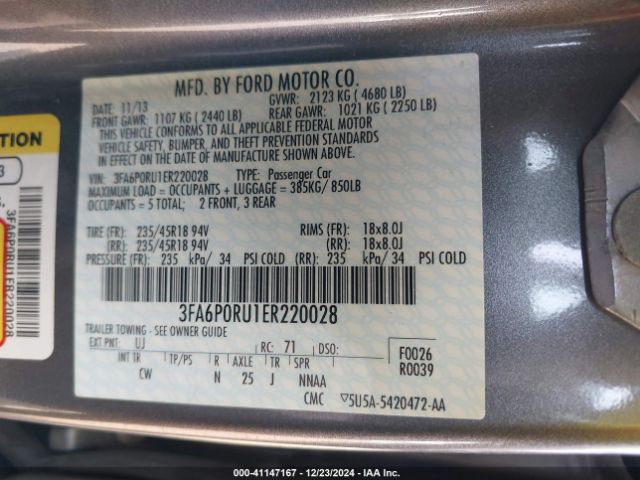 MFD. BY FORD MOTOR CO.
DATE: 11/13 GVWR: 2123 KG ( 4680 LB)
FRONT GAWR: 1107 KG ( 2440 LB) REAR GAWR: 1021 KG ( 2250 LB)
THIS VEHICLE CONFORMS TO ALL APPLICABLE FEDERAL MOTOR
VEHICLE SAFETY, BUMPER, AND THEFT PREVENTION STANDARDS
IN EFFECT ON THE DATE OF MANUFACTURE SHOWN ABOVE.
VIN: 3FA6P0RU1ER220028 TYPE: Passenger Car
MAXIMUM LOAD = OCCUPANTS + LUGGAGE = 385KG/ 850LB
OCCUPANTS = 5 TOTAL; 2 FRONT, 3 REAR
TIRE (FR): 235/45R18 94V RIMS (FR): 18x8.0J
(RR): 235/45R18 94V (RR): 18x8.0J
PRESSURE (FR): 235 kPa/ 34 PSI COLD (RR): 235 kPa/ 34 PSI COLD
3FA6P0RU1ER220028
TRAILER TOWING - SEE OWNER GUIDE
EXT PNT: UJ RC: 71 DSO: F0026
INT TR TP/PS R AXLE TR SPR R0039
CW N 25 J NNAA
CMC ▽5U5A-5420472-AA
TION
3
3FA6P0RU1ER220028
000-41147167 - 12/23/2024 - IAA Inc.